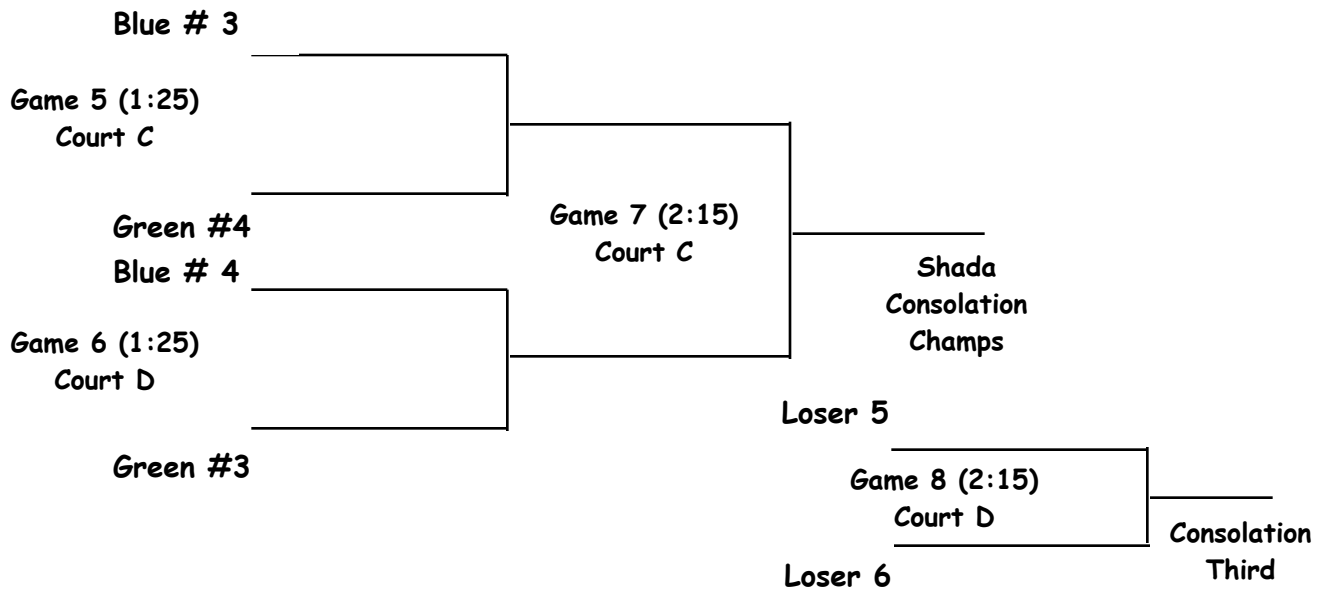 Blue # 3
Game 5 (1:25)
Court C
Green #4
Blue # 4
Game 6 (1:25)
Court D
Green #3
Game 7 (2:15)
Court C
Shada
Consolation
Champs
Loser 5
Game 8 (2:15)
Court D
Loser 6
Consolation
Third